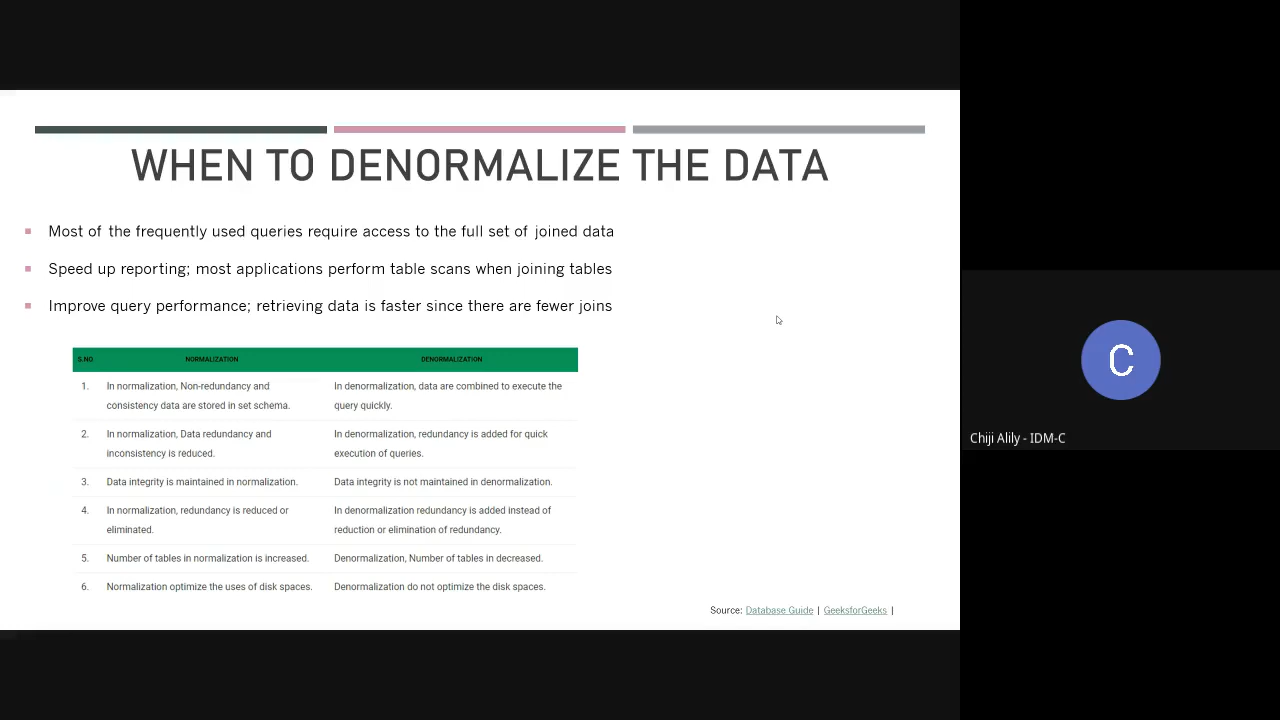 WHEN TO DENORMALIZE THE DATA
Most of the frequently used queries require access to the full set of joined data
Speed up reporting; most applications perform table scans when joining tables
Improve query performance; retrieving data is faster since there are fewer joins
S.NO NORMALIZATION DENORMALIZATION
1. In normalization, Non-redundancy and In denormalization, data are combined to execute the
consistency data are stored in set schema. query quickly.
2. In normalization, Data redundancy and In denormalization, redundancy is added for quick
inconsistency is reduced. execution of queries.
3. Data integrity is maintained in normalization. Data integrity is not maintained in denormalization.
4. In normalization, redundancy is reduced or In denormalization redundancy is added instead of
eliminated. reduction or elimination of redundancy.
5. Number of tables in normalization is increased. Denormalization, Number of tables in decreased.
6. Normalization optimize the uses of disk spaces. Denormalization do not optimize the disk spaces.
Source: Database Guide | GeeksforGeeks |
C
Chiji Alily - IDM-C